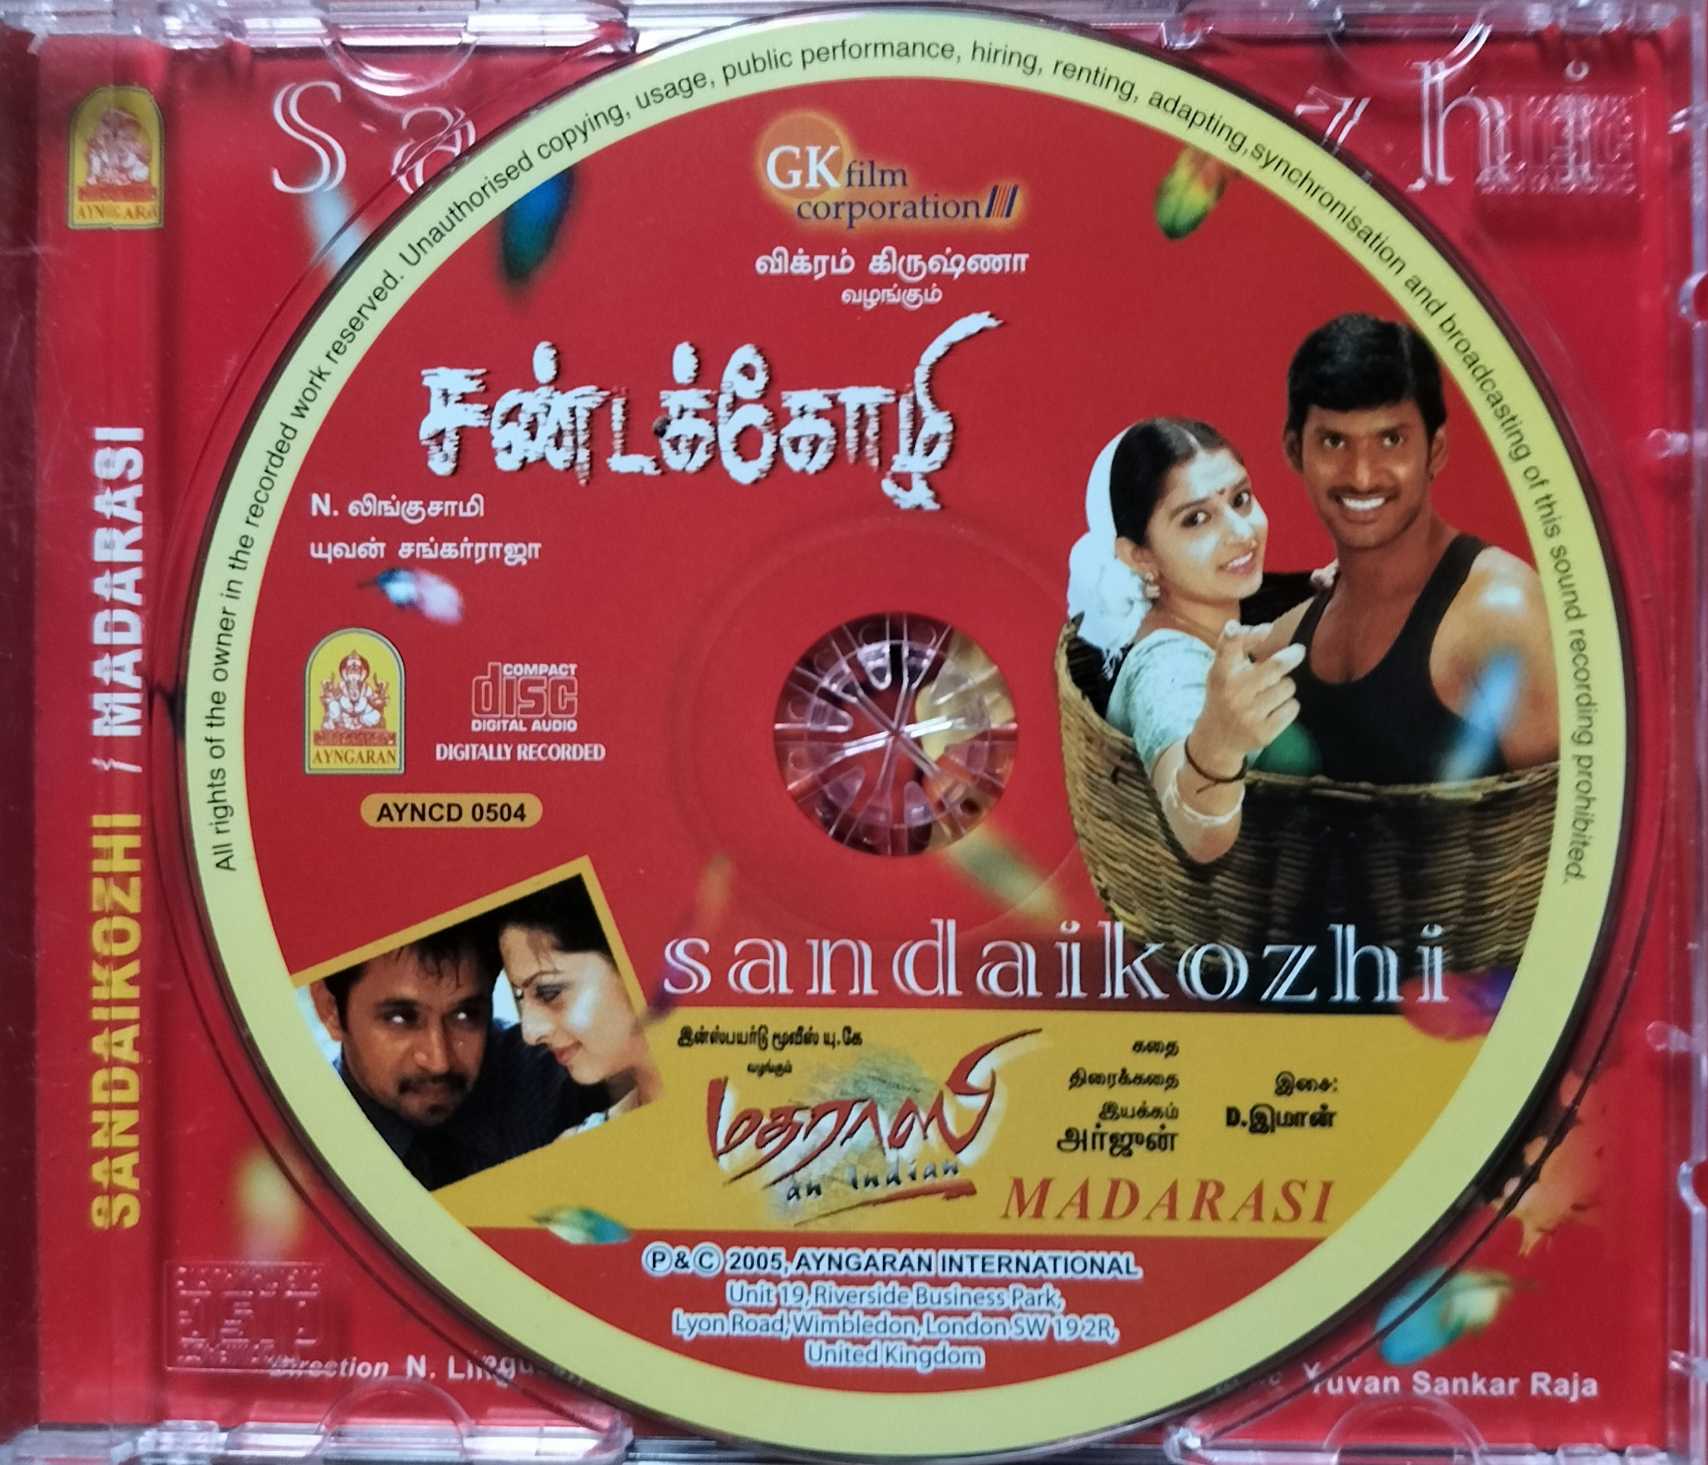 AYNGARAN
SANDAIKOZHI / MADARASI
All rights of the owner in the recorded work reserved. Unauthorised copying, usage, public performance, hiring, renting, adapting,synchronisation and broadcasting of this sound recording prohibited.
GK film
corporation
விக்ரம் கிருஷ்ணா
வழங்கும்
சண்டக்கோழி
N. லிங்குசாமி
யுவன் சங்கர்ராஜா
AYNGARAN
COMPACT
disc
DIGITAL AUDIO
DIGITALLY RECORDED
AYNCD 0504
sandaikozhi
இன்ஸ்பயர்டு மூவீஸ் யு.கே
வழங்கும்
மதராஸி
an Indian
கதை
திரைக்கதை
இயக்கம்
அர்ஜுன்
இசை:
D.இமான்
MADARASI
P & C 2005, AYNGARAN INTERNATIONAL
Unit 19, Riverside Business Park,
Lyon Road, Wimbledon, London SW 19 2R,
United Kingdom
Direction N.
Yuvan Sankar Raja